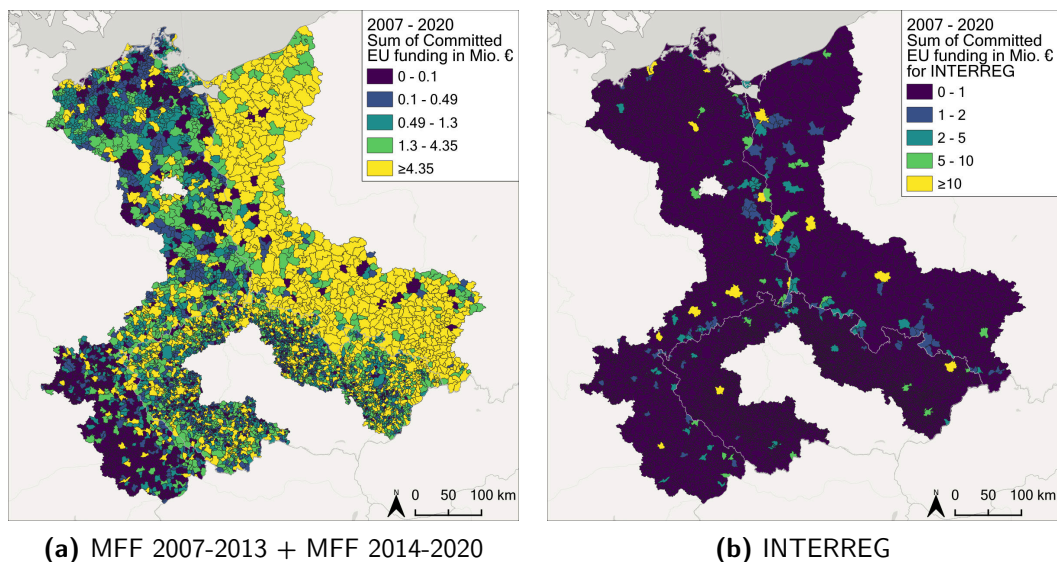 2007 - 2020
Sum of Committed
EU funding in Mio. €
0 - 0.1
0.1 - 0.49
0.49 - 1.3
1.3 - 4.35
≥4.35
N
0 50 100 km
(a) MFF 2007-2013 + MFF 2014-2020
2007 - 2020
Sum of Committed
EU funding in Mio. €
for INTERREG
0 - 1
1 - 2
2 - 5
5 - 10
≥10
N
0 50 100 km
(b) INTERREG